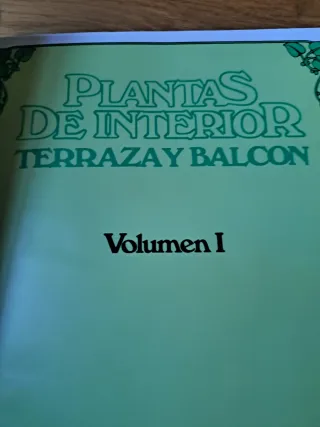 PLANTAS
DE INTERIOR
TERRAZA Y BALCON
Volumen I